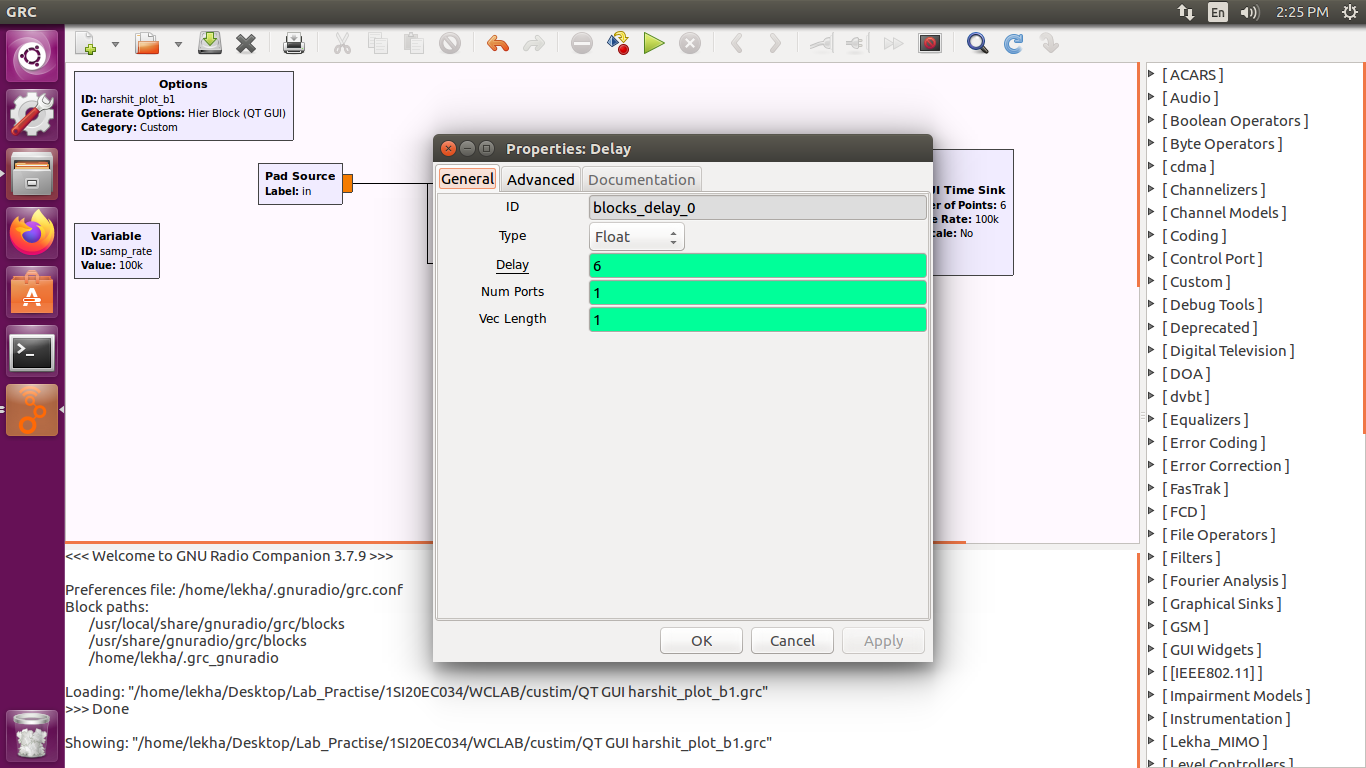 GRC
En
2:25 PM
Options
ID: harshit_plot_b1
Generate Options: Hier Block (QT GUI)
Category: Custom
Pad Source
Label: in
Variable
ID: samp_rate
Value: 100k
Properties: Delay
General
Advanced
Documentation
ID
blocks_delay_0
Type
Float
Delay
6
Num Ports
1
Vec Length
1
OK
Cancel
Apply
I Time Sink
er of Points: 6
e Rate: 100k
cale: No
<<< Welcome to GNU Radio Companion 3.7.9 >>>
Preferences file: /home/lekha/.gnuradio/grc.conf
Block paths:
/usr/local/share/gnuradio/grc/blocks
/usr/share/gnuradio/grc/blocks
/home/lekha/.grc_gnuradio
Loading: "/home/lekha/Desktop/Lab_Practise/1SI20EC034/WCLAB/custim/QT GUI harshit_plot_b1.grc"
>>> Done
Showing: "/home/lekha/Desktop/Lab_Practise/1SI20EC034/WCLAB/custim/QT GUI harshit_plot_b1.grc"
[ ACARS ]
[ Audio ]
[ Boolean Operators ]
[ Byte Operators ]
[ cdma ]
[ Channelizers ]
[ Channel Models ]
[ Coding ]
[ Control Port ]
[ Custom ]
[ Debug Tools ]
[ Deprecated ]
[ Digital Television ]
[ DOA ]
[ dvbt ]
[ Equalizers ]
[ Error Coding ]
[ Error Correction ]
[ FasTrak ]
[ FCD ]
[ File Operators ]
[ Filters ]
[ Fourier Analysis ]
[ Graphical Sinks ]
[ GSM ]
[ GUI Widgets ]
[ [IEEE802.11] ]
[ Impairment Models ]
[ Instrumentation ]
[ Lekha_MIMO ]
[ Level Controllers ]